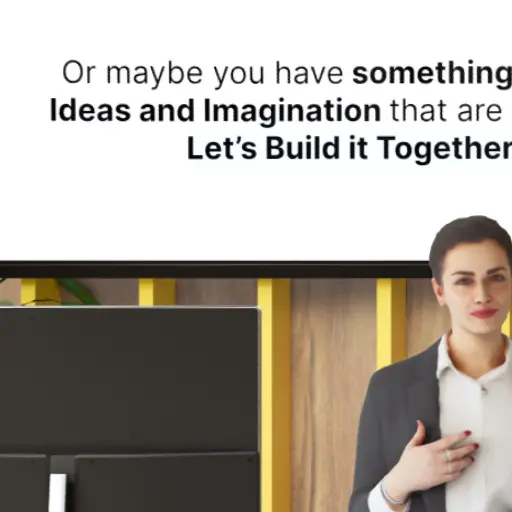 Or maybe you have something
Ideas and Imagination that are
Let's Build it Together